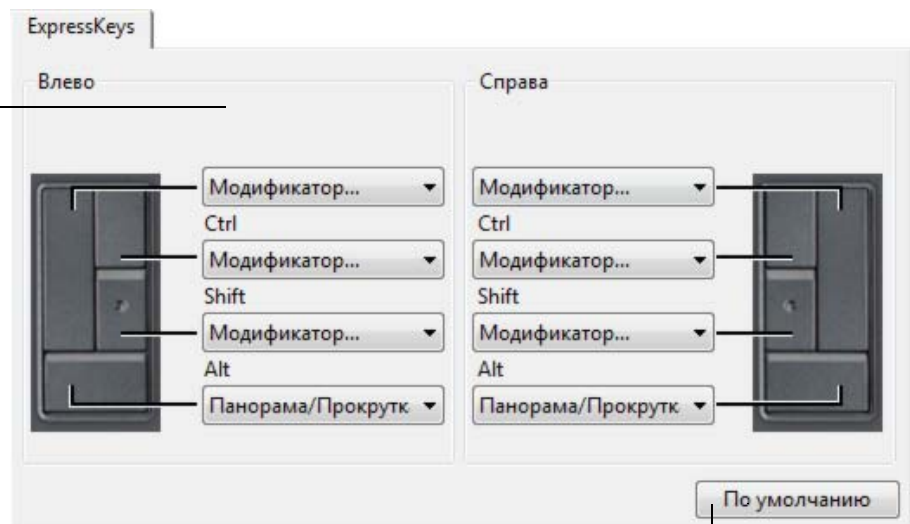 ExpressKeys
Влево
Справа
Модификатор...
Модификатор...
Ctrl
Ctrl
Модификатор...
Модификатор...
Shift
Shift
Модификатор...
Модификатор...
Alt
Alt
Панорама/Прокрутк
Панорама/Прокрутк
По умолчанию